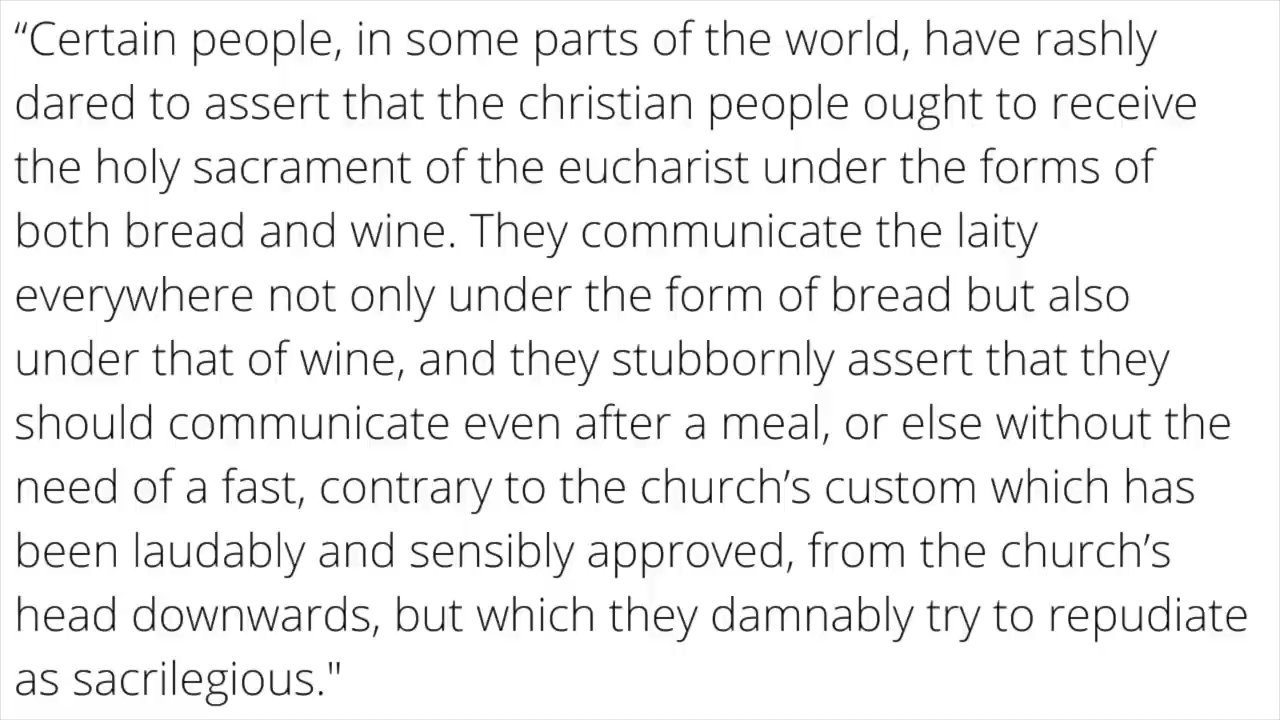 “Certain people, in some parts of the world, have rashly
dared to assert that the christian people ought to receive
the holy sacrament of the eucharist under the forms of
both bread and wine. They communicate the laity
everywhere not only under the form of bread but also
under that of wine, and they stubbornly assert that they
should communicate even after a meal, or else without the
need of a fast, contrary to the church’s custom which has
been laudably and sensibly approved, from the church’s
head downwards, but which they damnably try to repudiate
as sacrilegious."